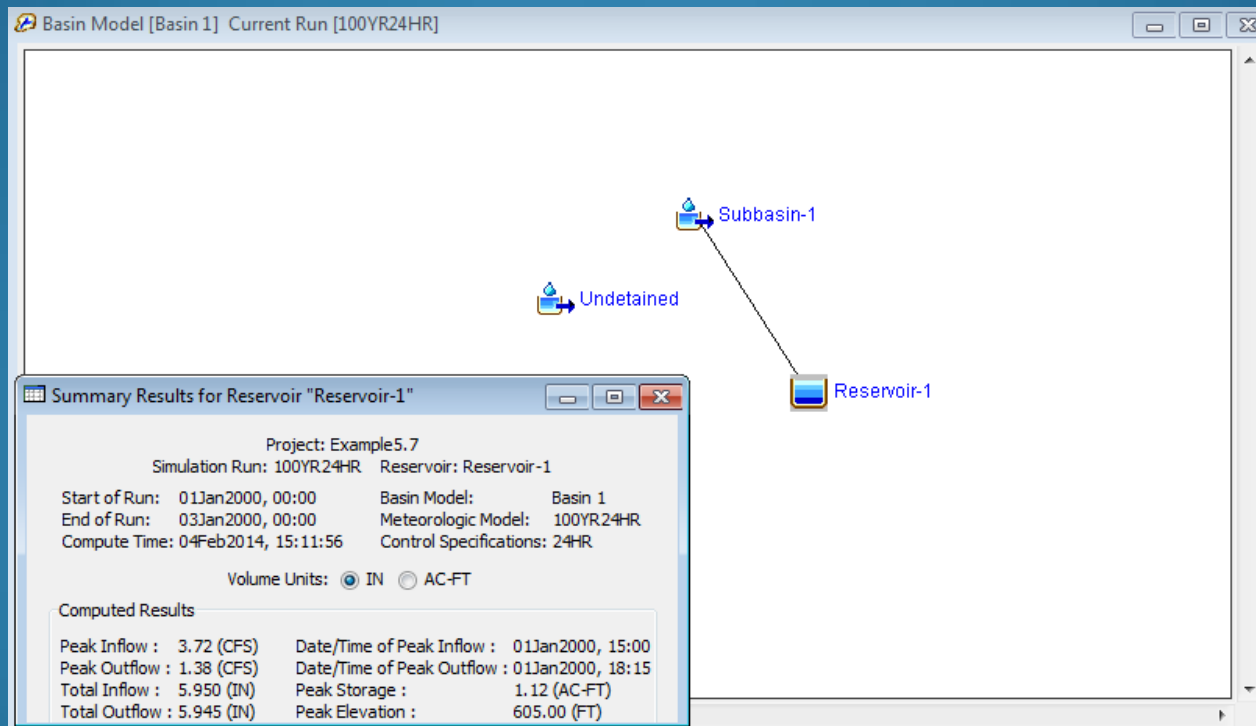 Basin Model [Basin 1] Current Run [100YR24HR]
Subbasin-1
Undetained
Reservoir-1
Summary Results for Reservoir "Reservoir-1"
Project: Example5.7
Simulation Run: 100YR24HR Reservoir: Reservoir-1
Start of Run: 01Jan2000, 00:00 Basin Model: Basin 1
End of Run: 03Jan2000, 00:00 Meteorologic Model: 100YR24HR
Compute Time: 04Feb2014, 15:11:56 Control Specifications: 24HR
Volume Units: IN AC-FT
Computed Results
Peak Inflow : 3.72 (CFS) Date/Time of Peak Inflow : 01Jan2000, 15:00
Peak Outflow : 1.38 (CFS) Date/Time of Peak Outflow : 01Jan2000, 18:15
Total Inflow : 5.950 (IN) Peak Storage : 1.12 (AC-FT)
Total Outflow : 5.945 (IN) Peak Elevation : 605.00 (FT)